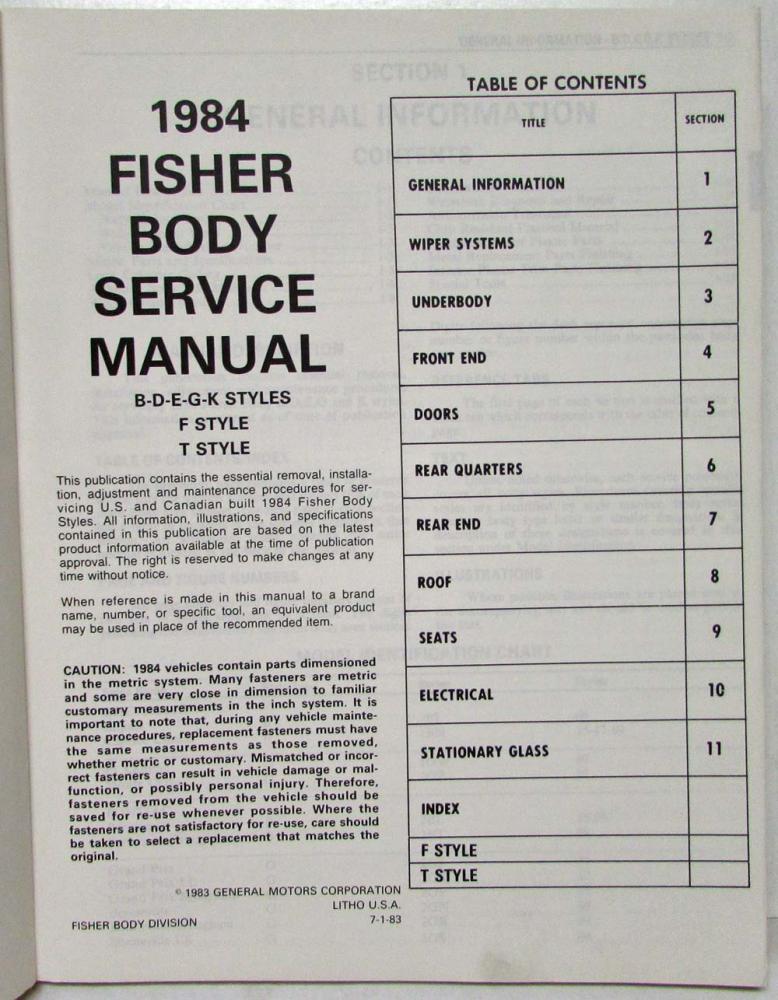 1984
FISHER
BODY
SERVICE
MANUAL
B-D-E-G-K STYLES
F STYLE
T STYLE
This publication contains the essential removal, installa-
tion, adjustment and maintenance procedures for ser-
vicing U.S. and Canadian built 1984 Fisher Body
Styles. All information, illustrations, and specifications
contained in this publication are based on the latest
product information available at the time of publication
approval. The right is reserved to make changes at any
time without notice.
When reference is made in this manual to a brand
name, number, or specific tool, an equivalent product
may be used in place of the recommended item.
CAUTION: 1984 vehicles contain parts dimensioned
in the metric system. Many fasteners are metric
and some are very close in dimension to familiar
customary measurements in the inch system. It is
important to note that, during any vehicle mainte-
nance procedures, replacement fasteners must have
the same measurements as those removed,
whether metric or customary. Mismatched or incor-
rect fasteners can result in vehicle damage or mal-
function, or possibly personal injury. Therefore,
fasteners removed from the vehicle should be
saved for re-use whenever possible. Where the
fasteners are not satisfactory for re-use, care should
be taken to select a replacement that matches the
original.
© 1983 GENERAL MOTORS CORPORATION
LITHO U.S.A.
FISHER BODY DIVISION 7-1-83
TABLE OF CONTENTS
TITLE SECTION
GENERAL INFORMATION 1
WIPER SYSTEMS 2
UNDERBODY 3
FRONT END 4
DOORS 5
REAR QUARTERS 6
REAR END 7
ROOF 8
SEATS 9
ELECTRICAL 10
STATIONARY GLASS 11
INDEX
F STYLE
T STYLE